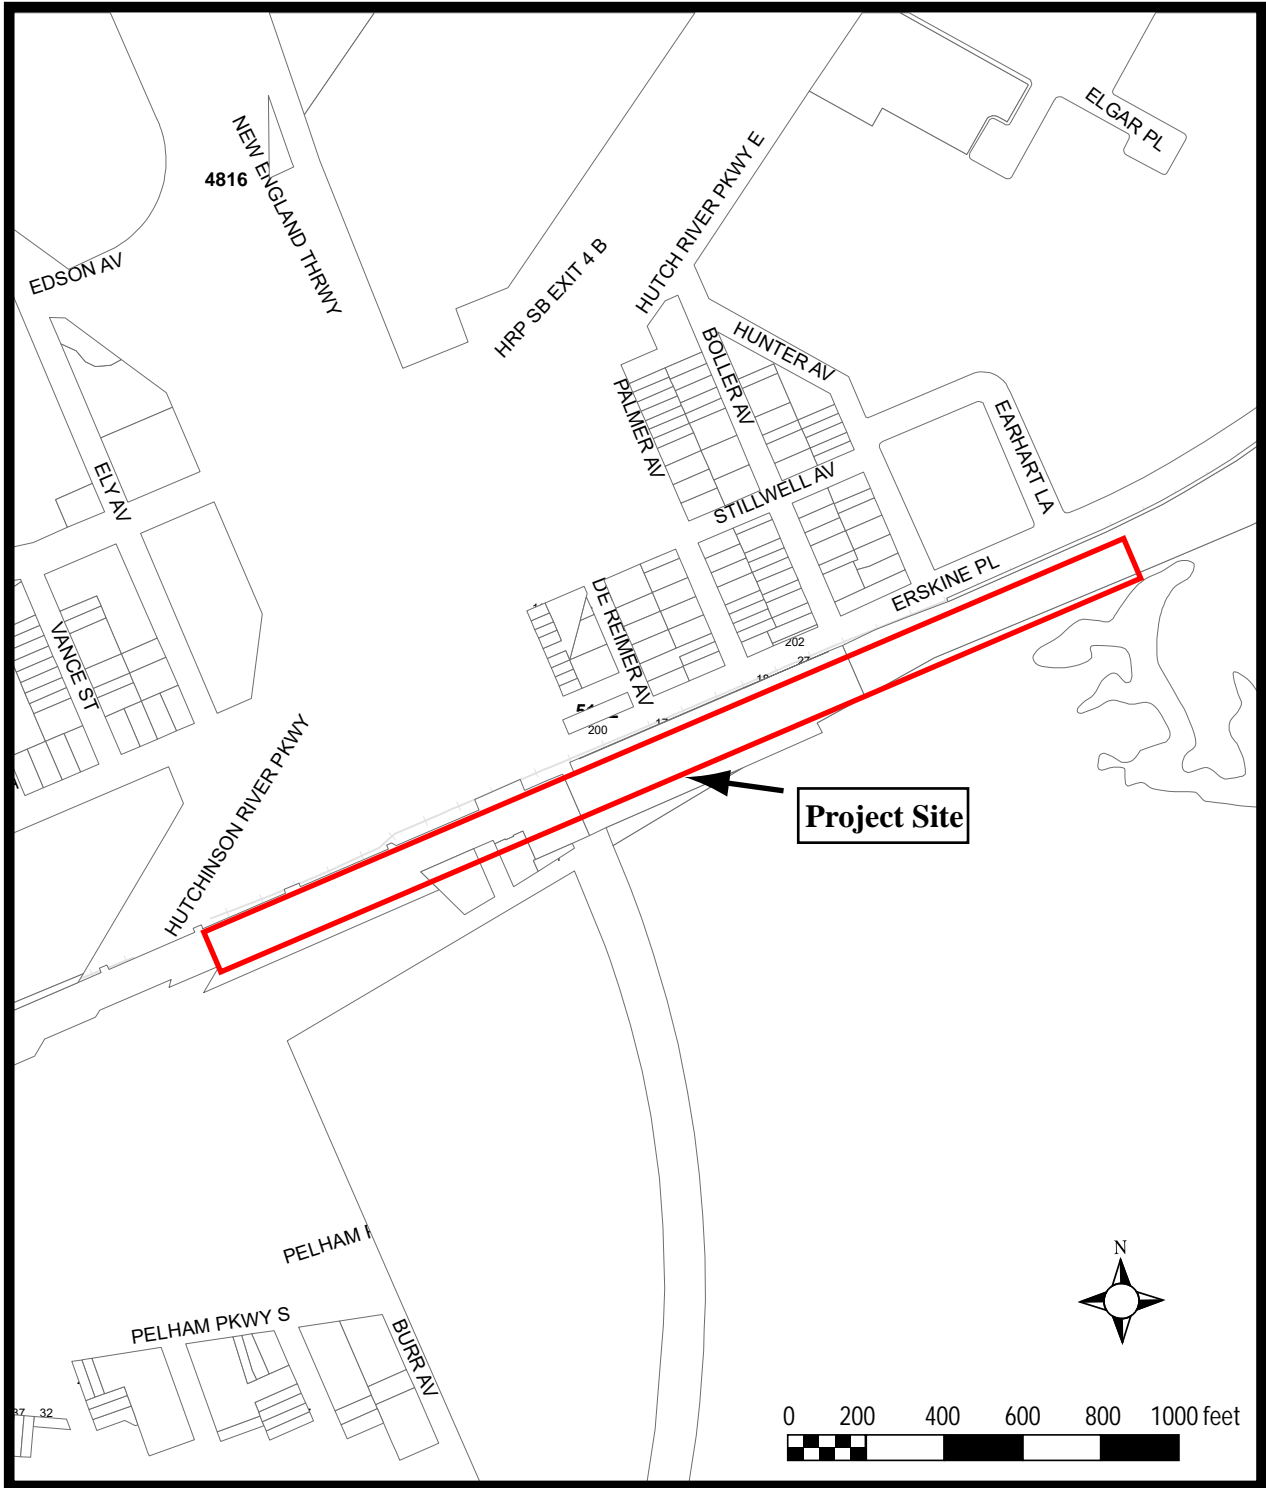 ELGAR PL
NEW ENGLAND THRWY
4816
HUTCH RIVER PKWY E
EDSON AV
HRP SB EXIT 4 B
HUNTER AV
BOLLER AV
PALMER AV
EARHART LA
ELY AV
STILLWELL AV
ERSKINE PL
DE REIMER AV
VANCE ST
202
27
200
17
HUTCHINSON RIVER PKWY
Project Site
PELHAM
PELHAM PKWY S
BURR AV
N
32
0 200 400 600 800 1000 feet